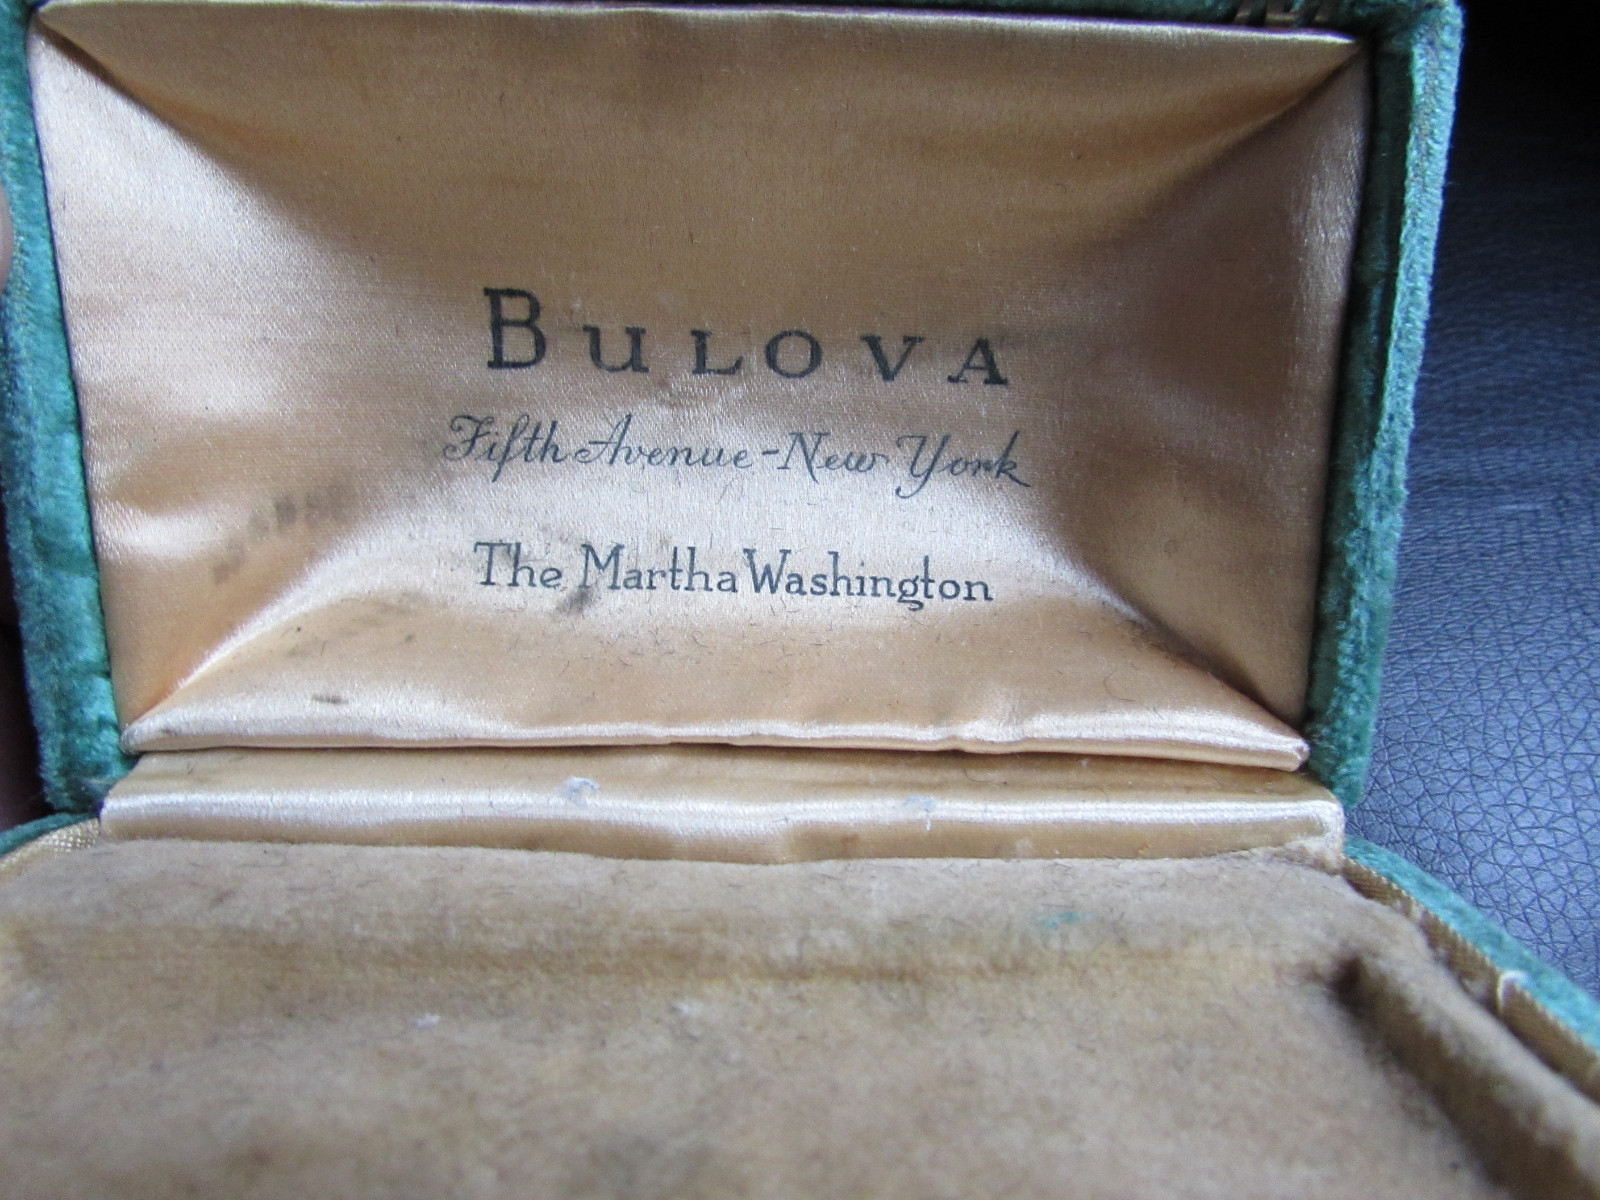 BULOVA
Fifth Avenue-New York
The Martha Washington